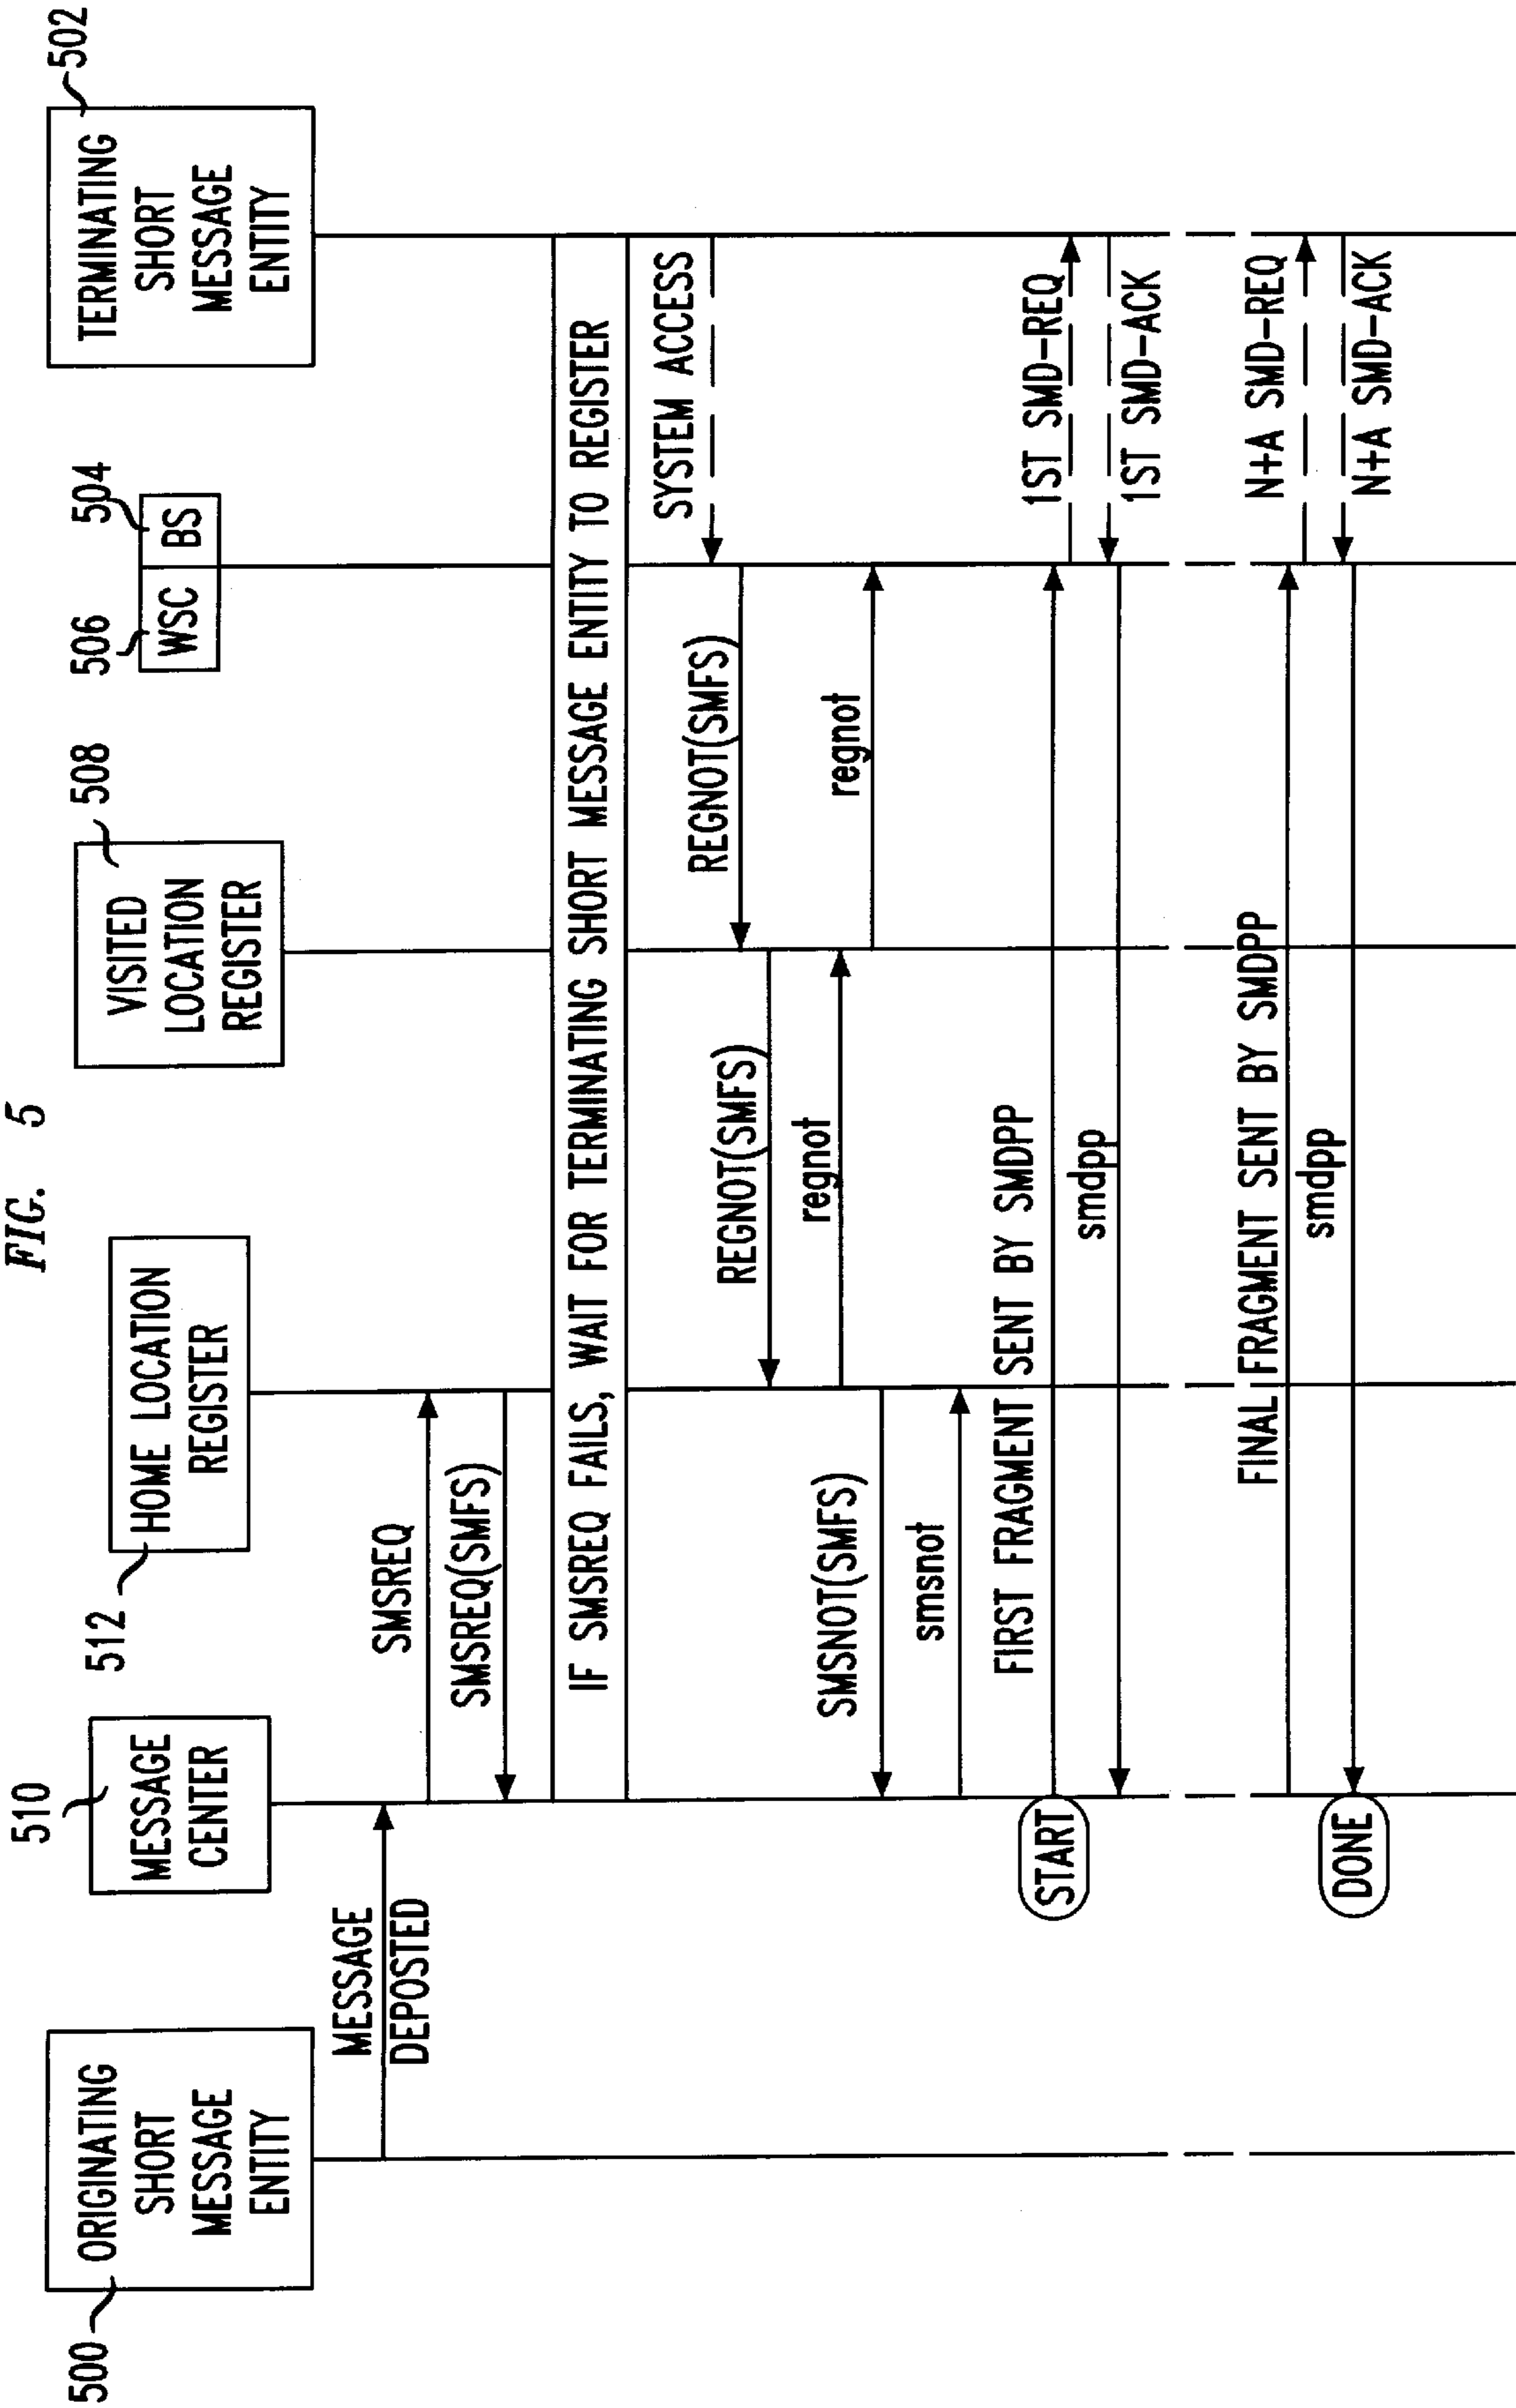 FIG. 5
500
ORIGINATING
SHORT
MESSAGE
ENTITY
510
MESSAGE
CENTER
512
HOME LOCATION
REGISTER
508
VISITED
LOCATION
REGISTER
506
504
WSC
BS
502
TERMINATING
SHORT
MESSAGE
ENTITY
MESSAGE
DEPOSTED
SMSREQ
SMSREQ(SMFS)
IF SMSREQ FAILS, WAIT FOR TERMINATING SHORT MESSAGE ENTITY TO REGISTER
SYSTEM ACCESS
REGNOT(SMFS)
REGNOT(SMFS)
regnot
regnot
SMSNOT(SMFS)
smsnot
FIRST FRAGMENT SENT BY SMDPP
START
1ST SMD-REQ
1ST SMD-ACK
smdpp
FINAL FRAGMENT SENT BY SMDPP
N+A SMD-REQ
N+A SMD-ACK
smdpp
DONE